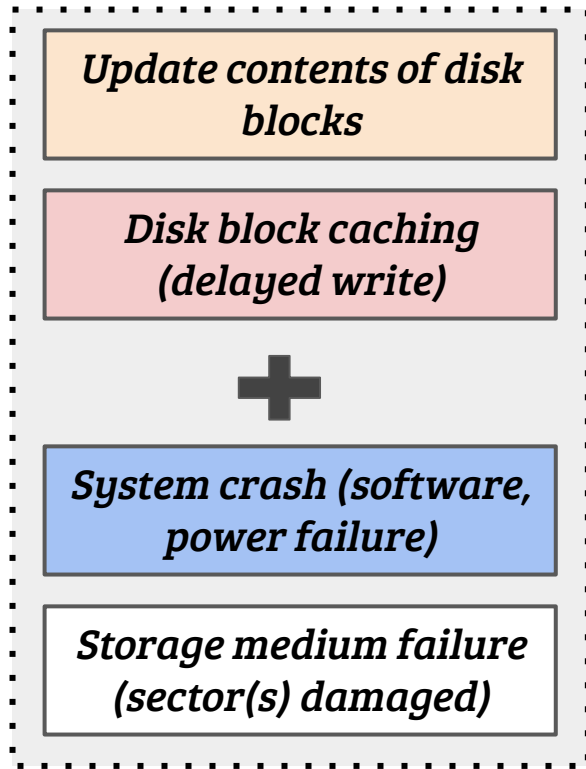 Update contents of disk
blocks
Disk block caching
(delayed write)
System crash (software,
power failure)
Storage medium failure
(sector(s) damaged)